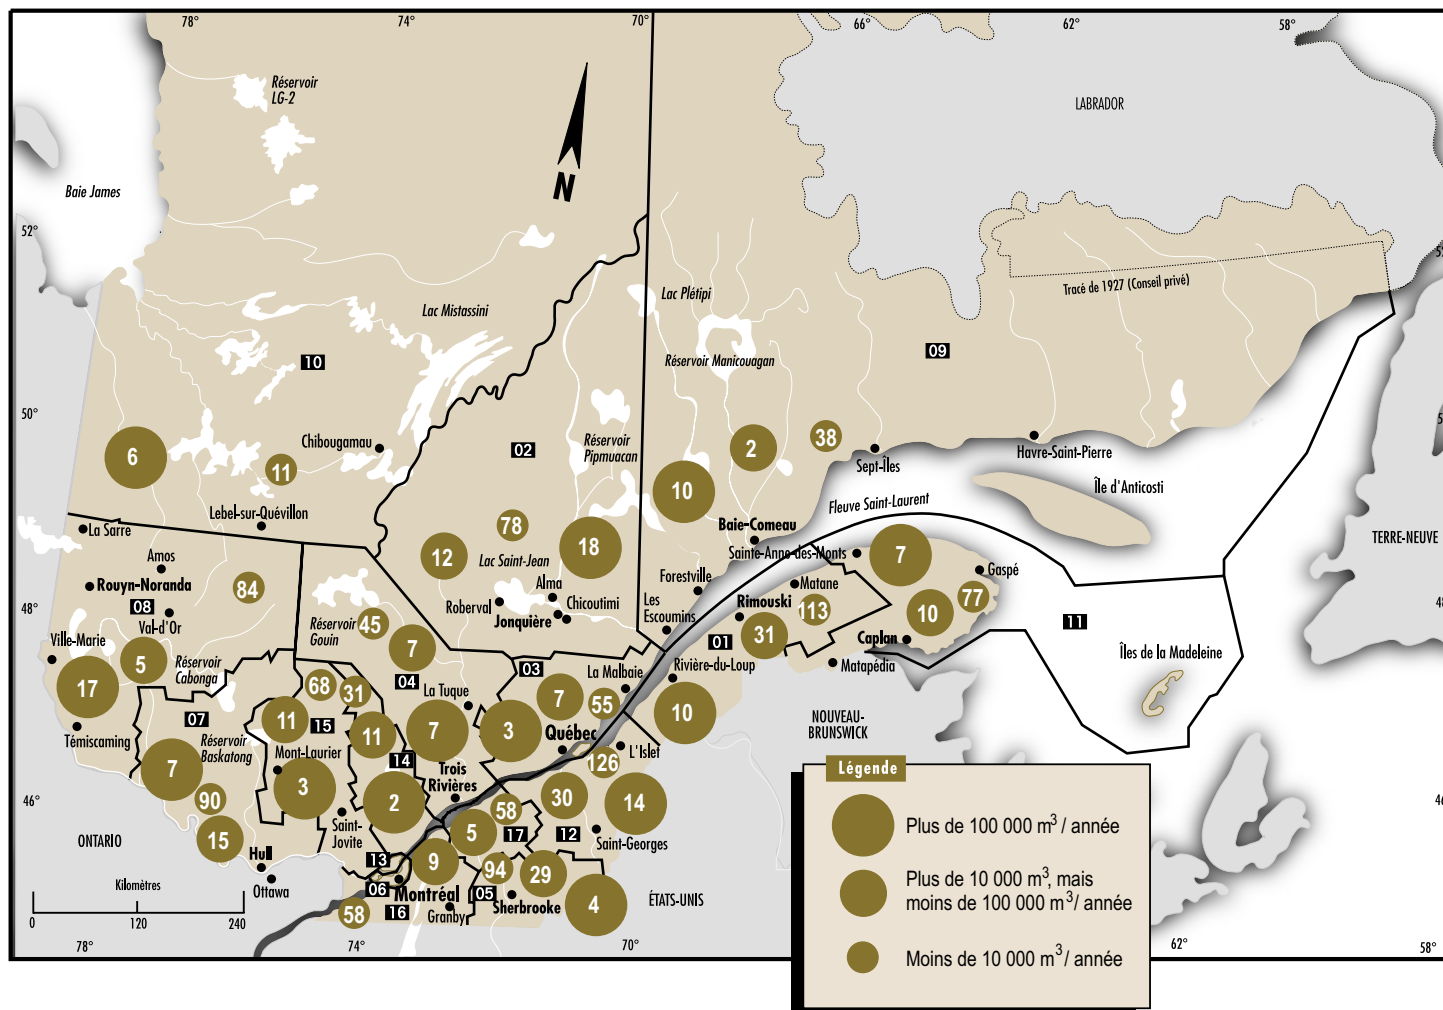 78°
74°
70°
66°
62°
58°
Réservoir
LG-2
LABRADOR
Baie James
N
52°
Tracé de 1927 (Conseil privé)
Lac Plétipi
Lac Mistassini
Réservoir Manicouagan
09
10
50°
Chibougamau
02
Réservoir
Pipmuacan
2
38
Sept-Îles
Havre-Saint-Pierre
6
11
10
Île d'Anticosti
Fleuve Saint-Laurent
Lebel-sur-Quévillon
La Sarre
78
Baie-Comeau
TERRE-NEUVE
Amos
12
Lac Saint-Jean
18
Sainte-Anne-des-Monts
7
Gaspé
Rouyn-Noranda
84
Alma
Forestville
Matane
77
48°
08
Val-d'Or
Roberval
Chicoutimi
Jonquière
Les
Escoumins
Rimouski
113
10
Réservoir
Gouin
45
11
Ville-Marie
7
01
31
Caplan
Îles de la Madeleine
5
Réservoir
Cabonga
03
La Malbaie
Rivière-du-Loup
Matapédia
17
68
31
04
La Tuque
7
55
10
NOUVEAU-
BRUNSWICK
07
11
15
Témiscaming
Réservoir
Baskatong
11
7
3
Québec
L'Islet
Mont-Laurier
14
126
7
Trois
Rivières
46°
90
3
2
58
30
14
15
Saint-
Jovite
5
17
12
Saint-Georges
ONTARIO
Hull
Ottawa
13
06
9
94
29
Montréal
05
Sherbrooke
4
ÉTATS-UNIS
58
16
Granby
Kilomètres
0
120
240
78°
74°
70°
62°
58°
Légende
Plus de 100 000 m³ / année
Plus de 10 000 m³, mais
moins de 100 000 m³/ année
Moins de 10 000 m³ / année